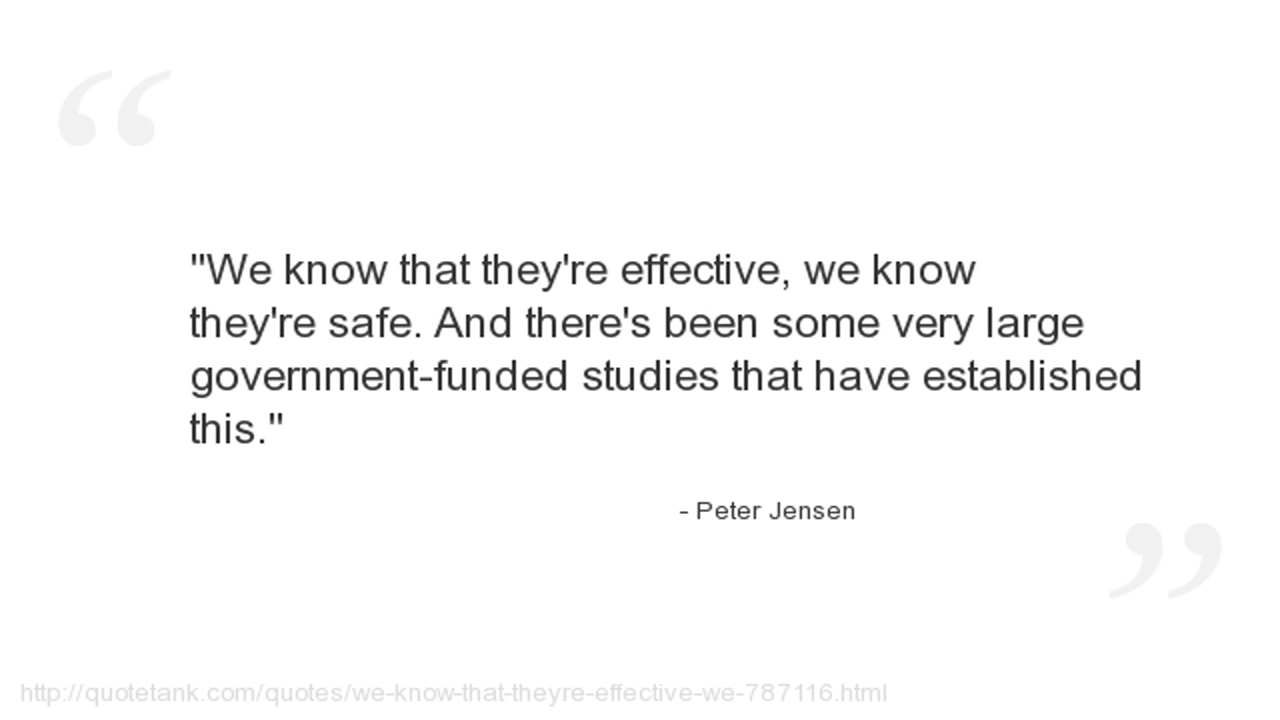 "We know that they're effective, we know
they're safe. And there's been some very large
government-funded studies that have established
this."
- Peter Jensen
http://quotetank.com/quotes/we-know-that-theyre-effective-we-787116.html